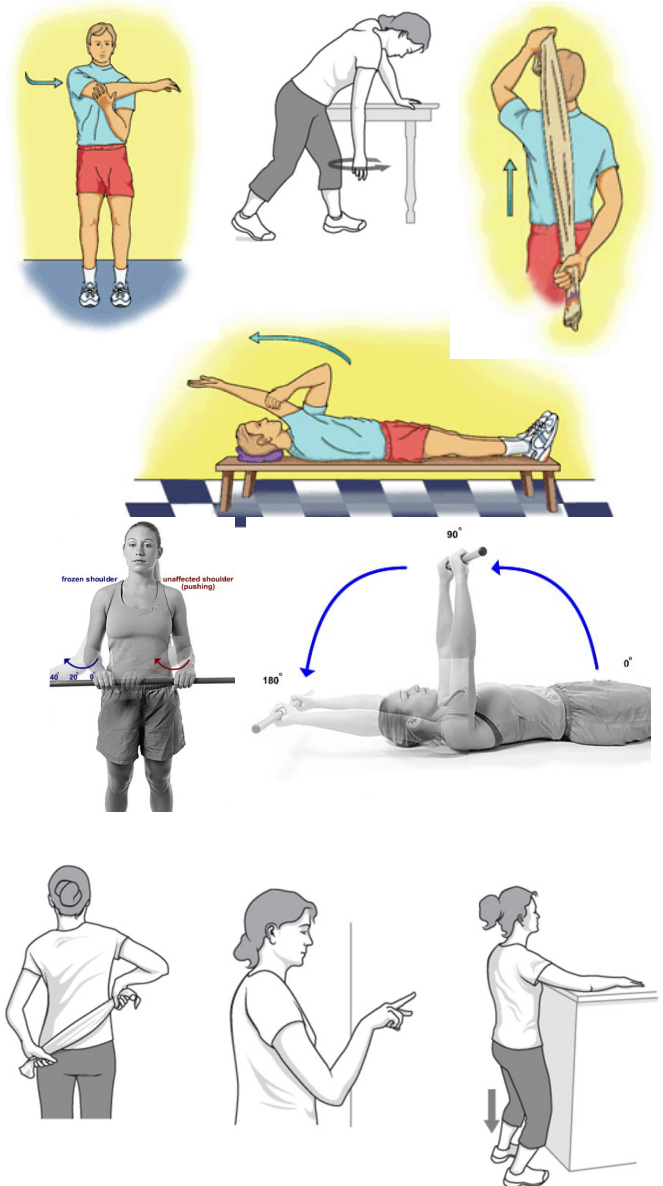 90°
frozen shoulder
unaffected shoulder
(pushing)
40° 20° 0°
180°
0°